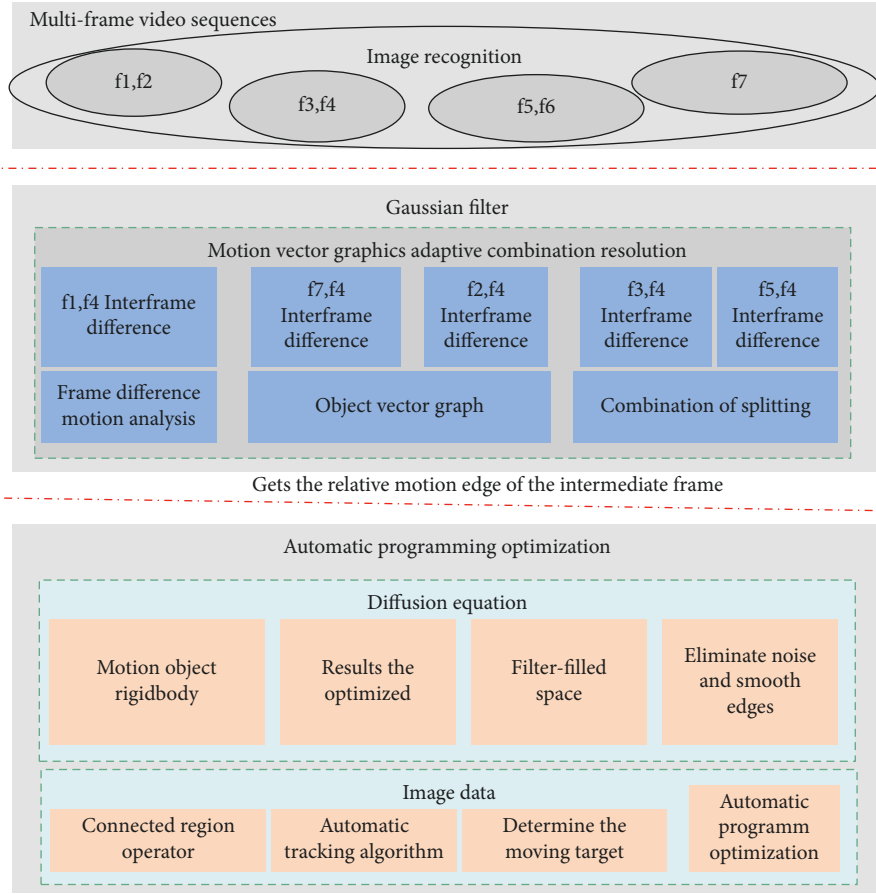 Multi-frame video sequences
Image recognition
f1,f2
f3,f4
f5,f6
f7
Gaussian filter
Motion vector graphics adaptive combination resolution
f1,f4 Interframe
difference
f7,f4
Interframe
difference
f2,f4
Interframe
difference
f3,f4
Interframe
difference
f5,f4
Interframe
difference
Frame difference
motion analysis
Object vector graph
Combination of splitting
Gets the relative motion edge of the intermediate frame
Automatic programming optimization
Diffusion equation
Motion object
rigidbody
Results the
optimized
Filter-filled
space
Eliminate noise
and smooth
edges
Image data
Connected region
operator
Automatic
tracking algorithm
Determine the
moving target
Automatic
programm
optimization